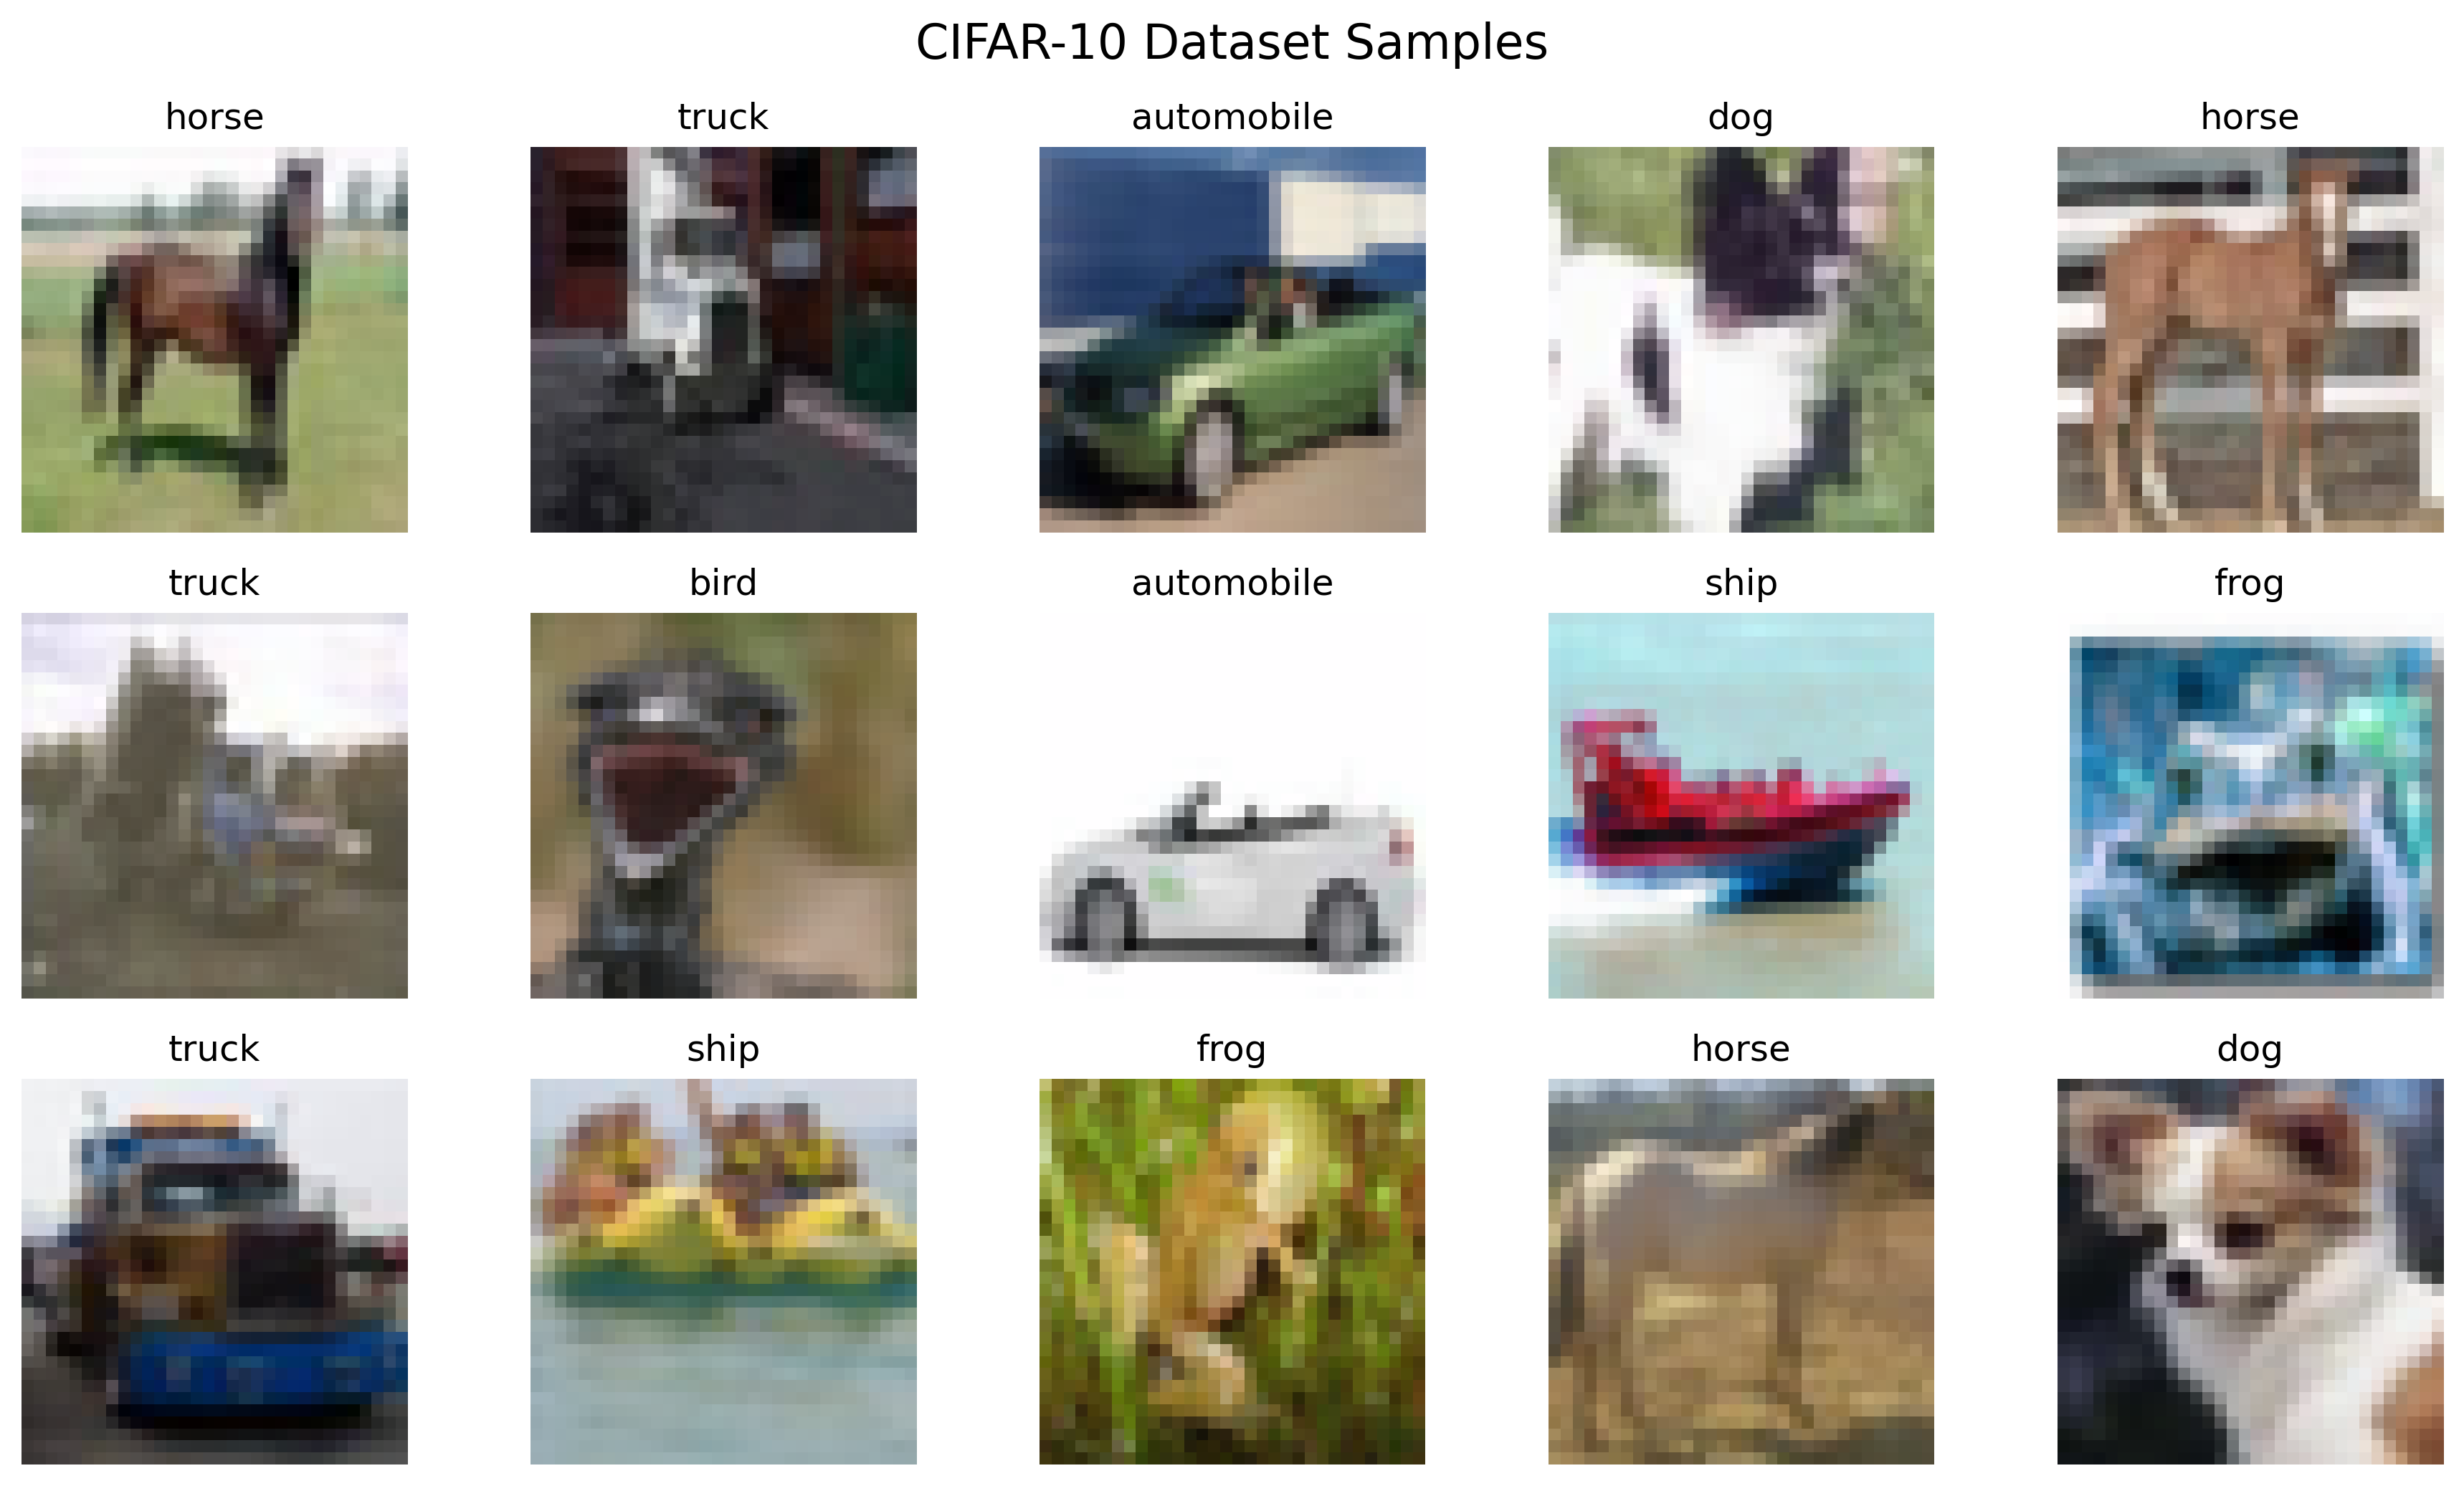 CIFAR-10 Dataset Samples
horse truck automobile dog horse
truck bird automobile ship frog
truck ship frog horse dog